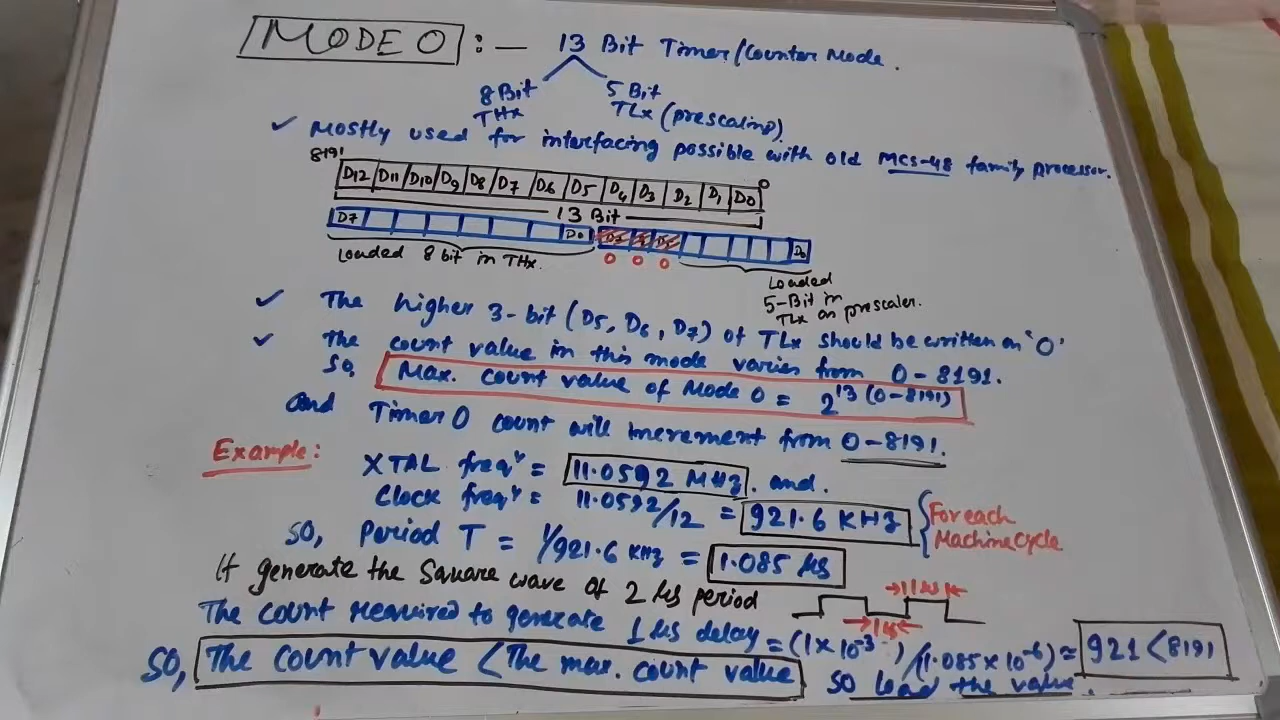 MODE 0 : — 13 Bit Timer/Counter Mode.
8 Bit THx
5 Bit TLx (prescaling)
✓ Mostly used for interfacing possible with old MCS-48 family processor.
8191
D12 D11 D10 D9 D8 D7 D6 D5 D4 D3 D2 D1 D0 0
13 Bit
D7 D0 D0
0 0 0
Loaded 8 bit in THx.
Loaded
5-Bit in
TLx as prescaler.
✓ The higher 3-bit (D5, D6, D7) of TLx should be written as "0"
✓ The count value in this mode varies from 0-8191.
So, Max. count value of Mode 0 = 2^13 (0-8191)
and Timer 0 count will increment from 0-8191.
Example:
XTAL freqʸ = 11.0592 MHz. and.
Clock freqʸ = 11.0592/12 = 921.6 KHz {For each
Machine cycle
So, Period T = 1/921.6 KHz = 1.085 μs
If generate the Square wave of 2 μs period
1μs
1μs
The count required to generate 1 μs delay = (1×10^-3)/(1.085×10^-6) = 921<8191
So, The count value < The max. count value so load the value.